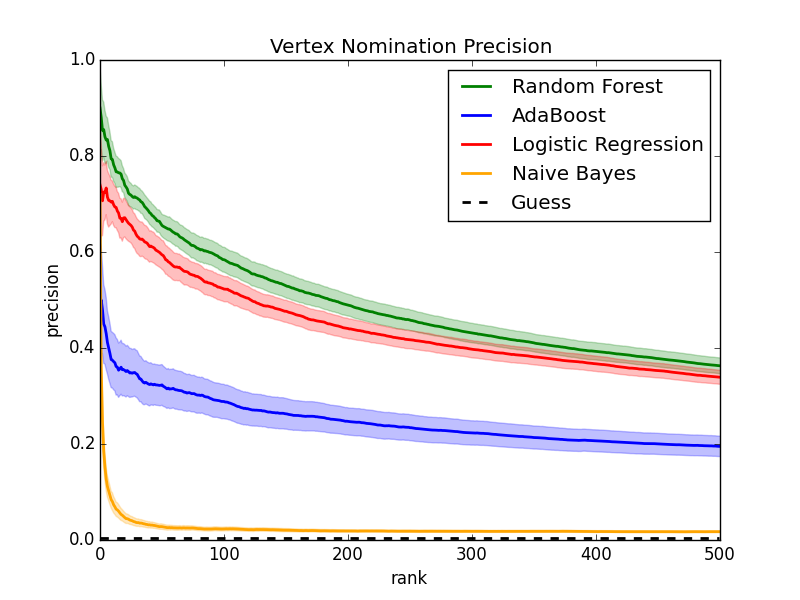 Vertex Nomination Precision
1.0
0.8
0.6
0.4
0.2
0.0
precision
Random Forest
AdaBoost
Logistic Regression
Naive Bayes
Guess
0 100 200 300 400 500
rank